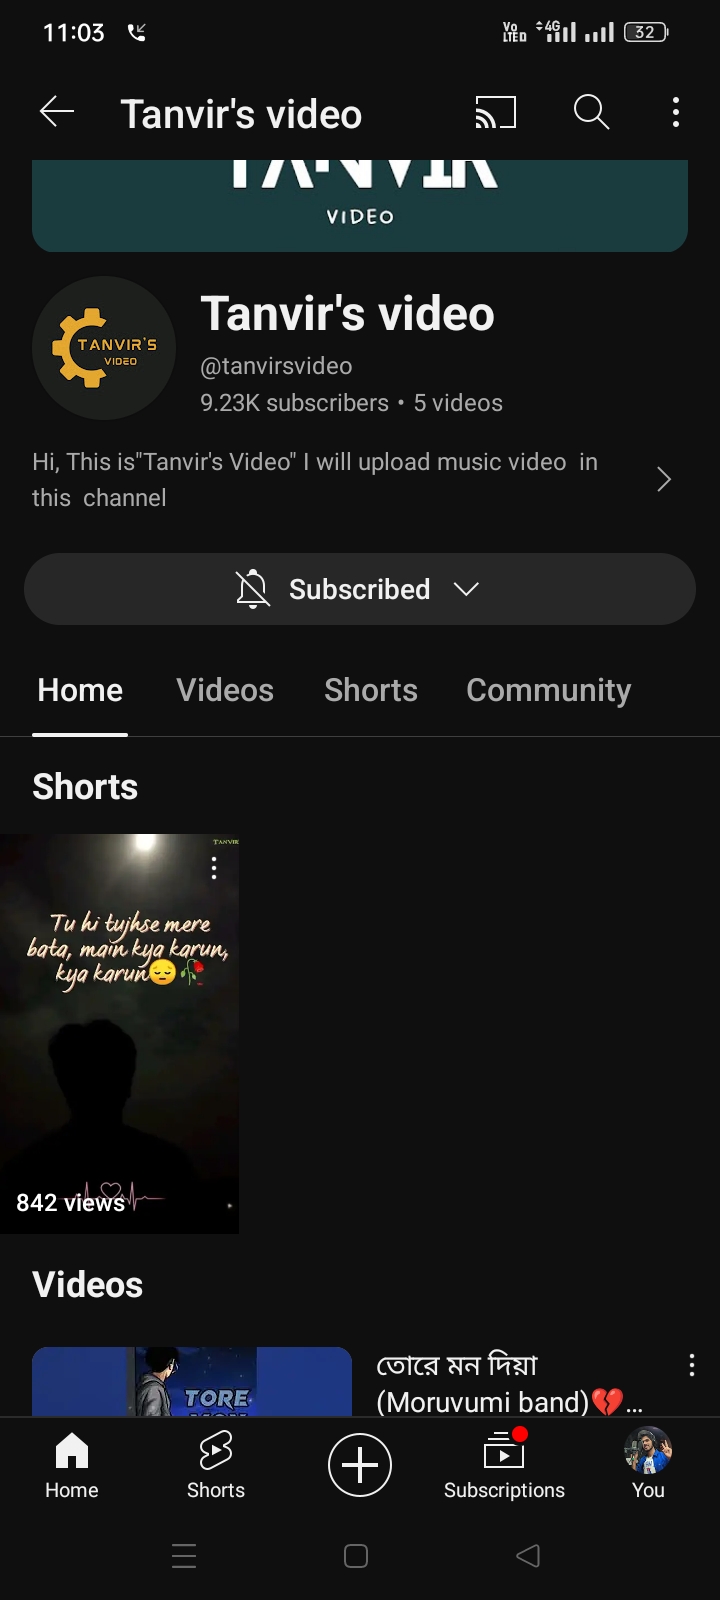 11:03
Vo
LTED
4G
32
Tanvir's video
TANVIR
VIDEO
TANVIR'S
VIDEO
Tanvir's video
@tanvirsvideo
9.23K subscribers • 5 videos
Hi, This is"Tanvir's Video" I will upload music video  in
this  channel
Subscribed
Home
Videos
Shorts
Community
Shorts
TANVIR
Tu hi tujhse mere
bata, main kya karun,
kya karun😔🥀
842 views
Videos
TORE
MON
তোরে মন দিয়া
(Moruvumi band)💔...
Home
Shorts
Subscriptions
You